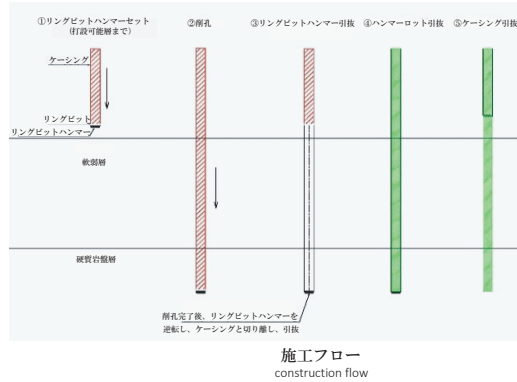 ①リングビットハンマーセット
(打設可能層まで)
②削孔
③リングビットハンマー引抜
④ハンマーロット引抜
⑤ケーシング引抜
ケーシング
リングビット
リングビットハンマー
軟弱層
硬質岩盤層
削孔完了後、リングビットハンマーを
逆転し、ケーシングと切り離し、引抜
施工フロー
construction flow